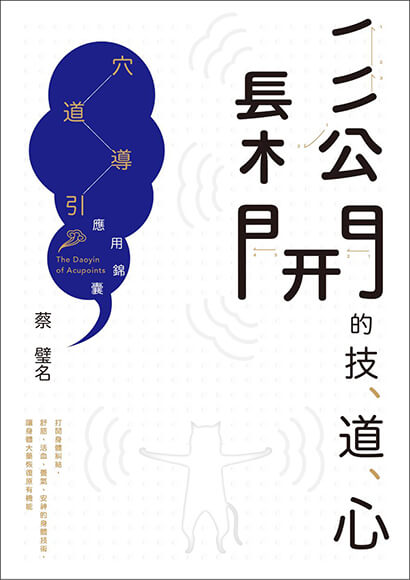 鬆開的技、道、心
穴道導引
應用錦囊
The Daoyin
of Acupoints
蔡璧名
打開身體糾結，
舒筋、活血、養氣、安神的身體技術，
讓身體大藥恢復原有機能